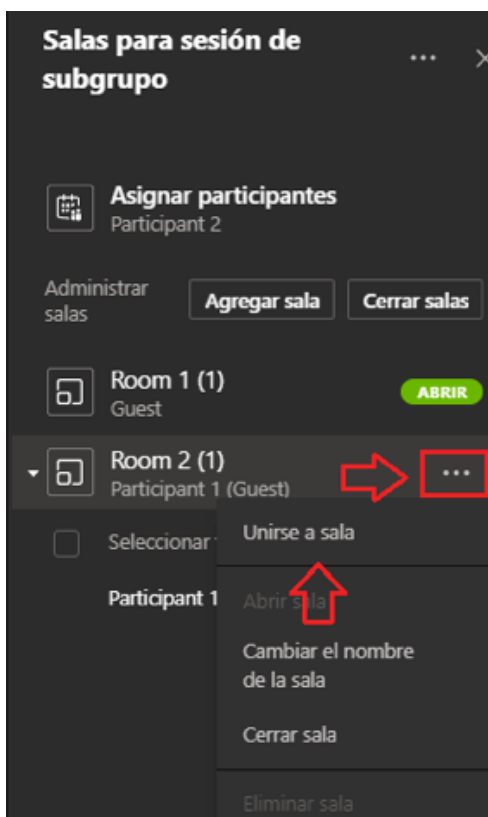 Salas para sesión de
subgrupo
Asignar participantes
Participant 2
Administrar
salas
Agregar sala
Cerrar salas
Room 1 (1)
Guest
ABRIR
Room 2 (1)
Participant 1 (Guest)
Seleccionar
Unirse a sala
Participant 1
Abrir sala
Cambiar el nombre
de la sala
Cerrar sala
Eliminar sala